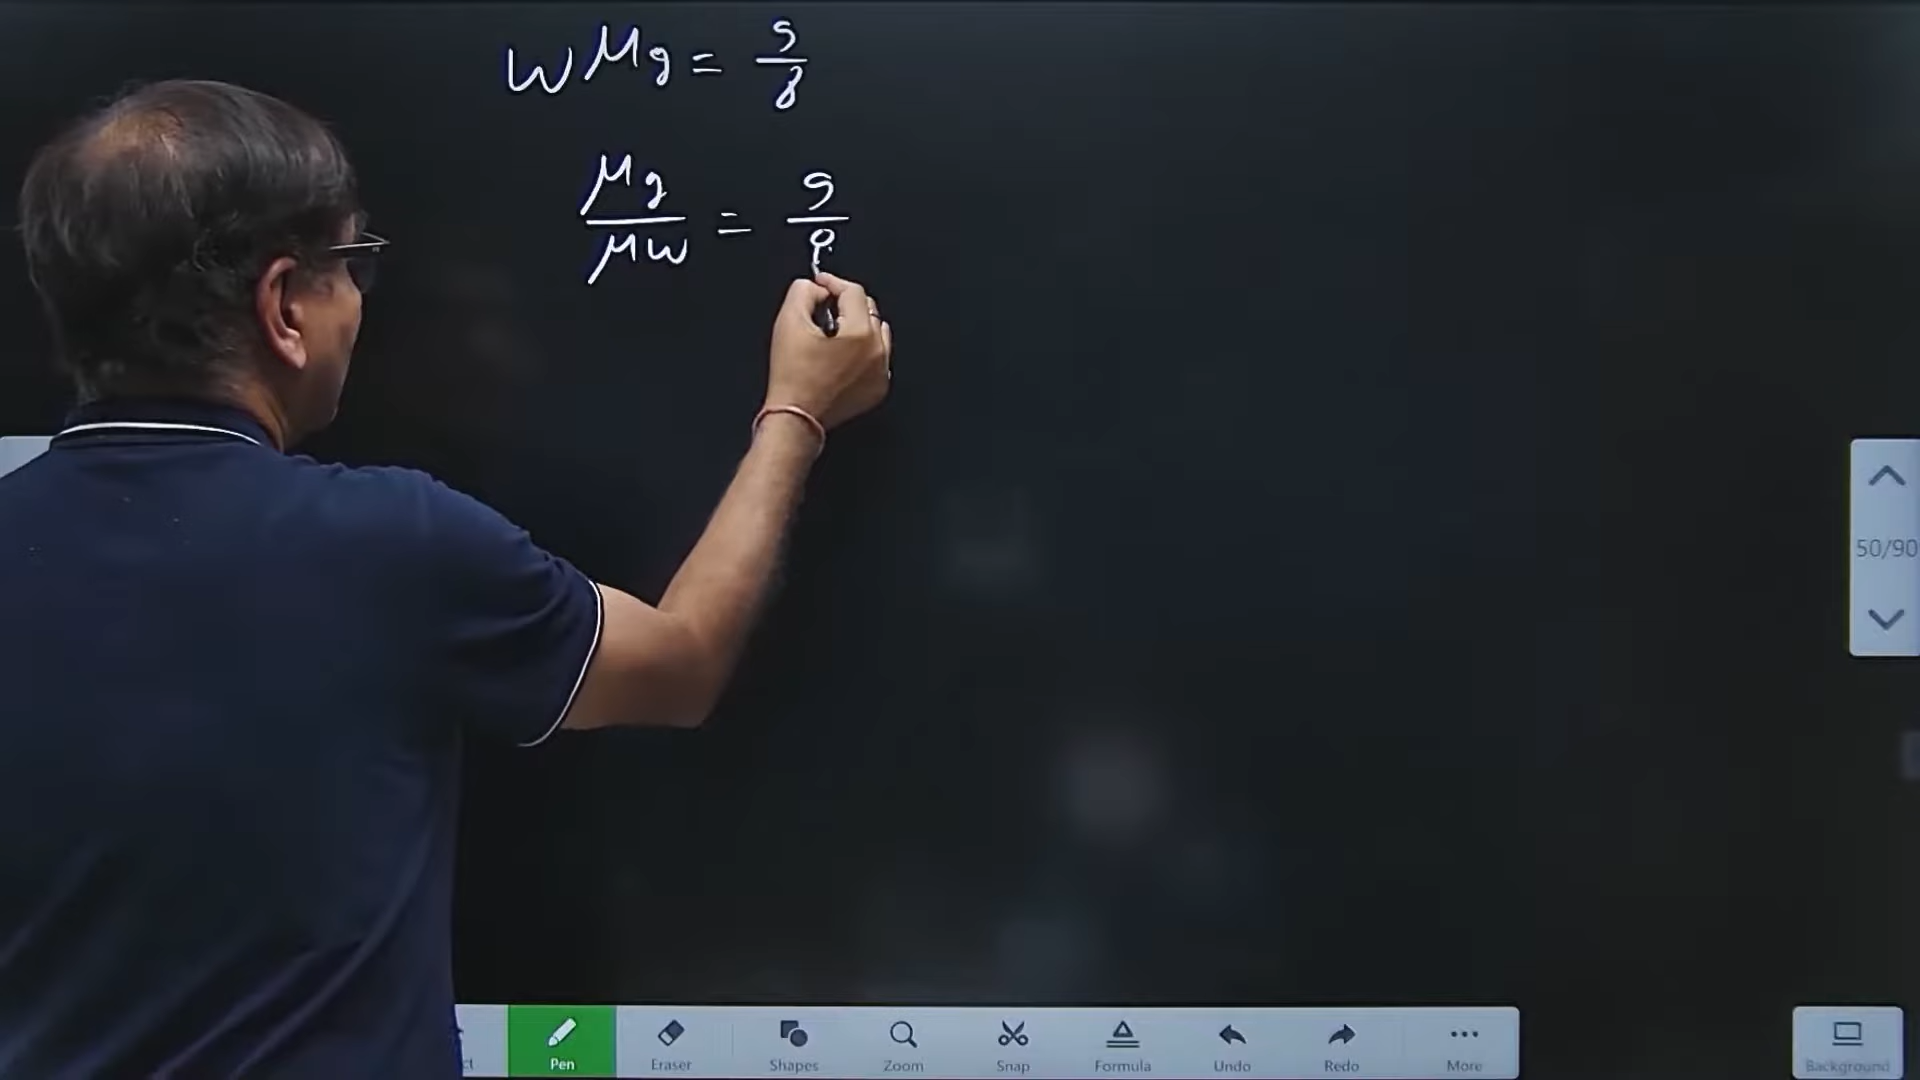 wμg = 9/8
μg/μw = 9/8
50/90
ct Pen Eraser Shapes Zoom Snap Formula Undo Redo More Background